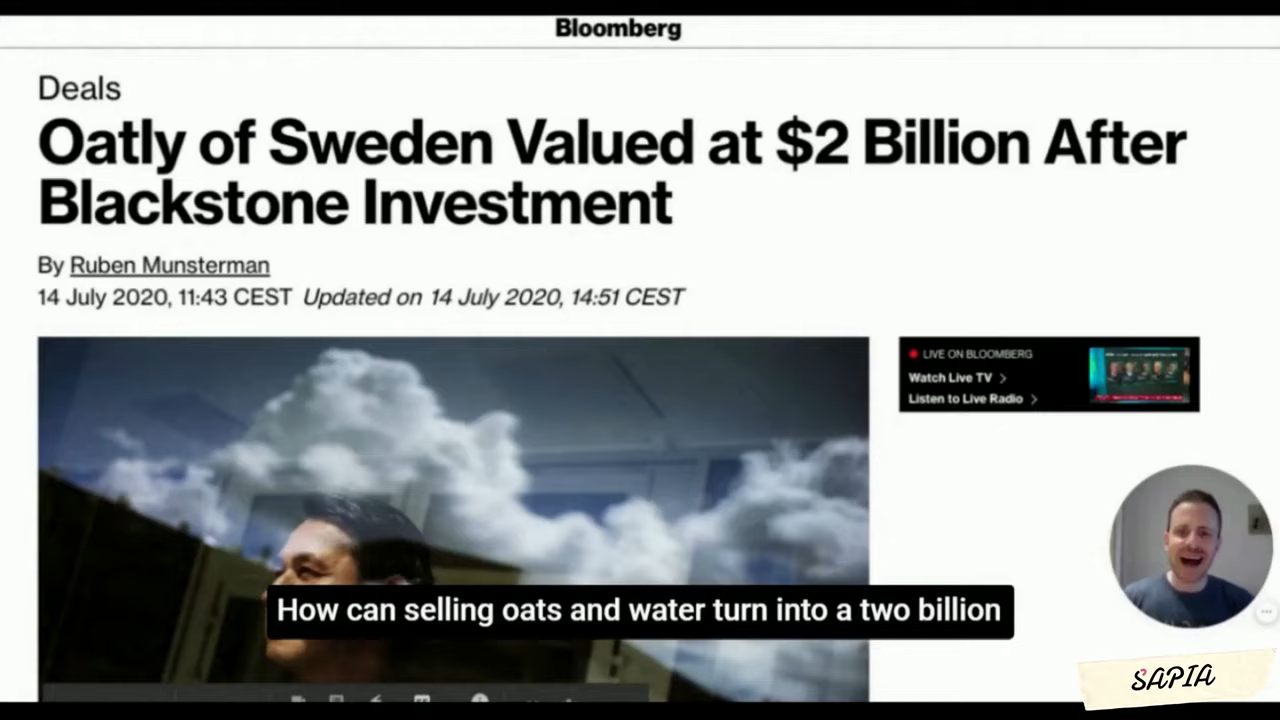 Bloomberg
Deals
Oatly of Sweden Valued at $2 Billion After
Blackstone Investment
By Ruben Munsterman
14 July 2020, 11:43 CEST Updated on 14 July 2020, 14:51 CEST
LIVE ON BLOOMBERG
Watch Live TV >
Listen to Live Radio >
How can selling oats and water turn into a two billion
SAPIA